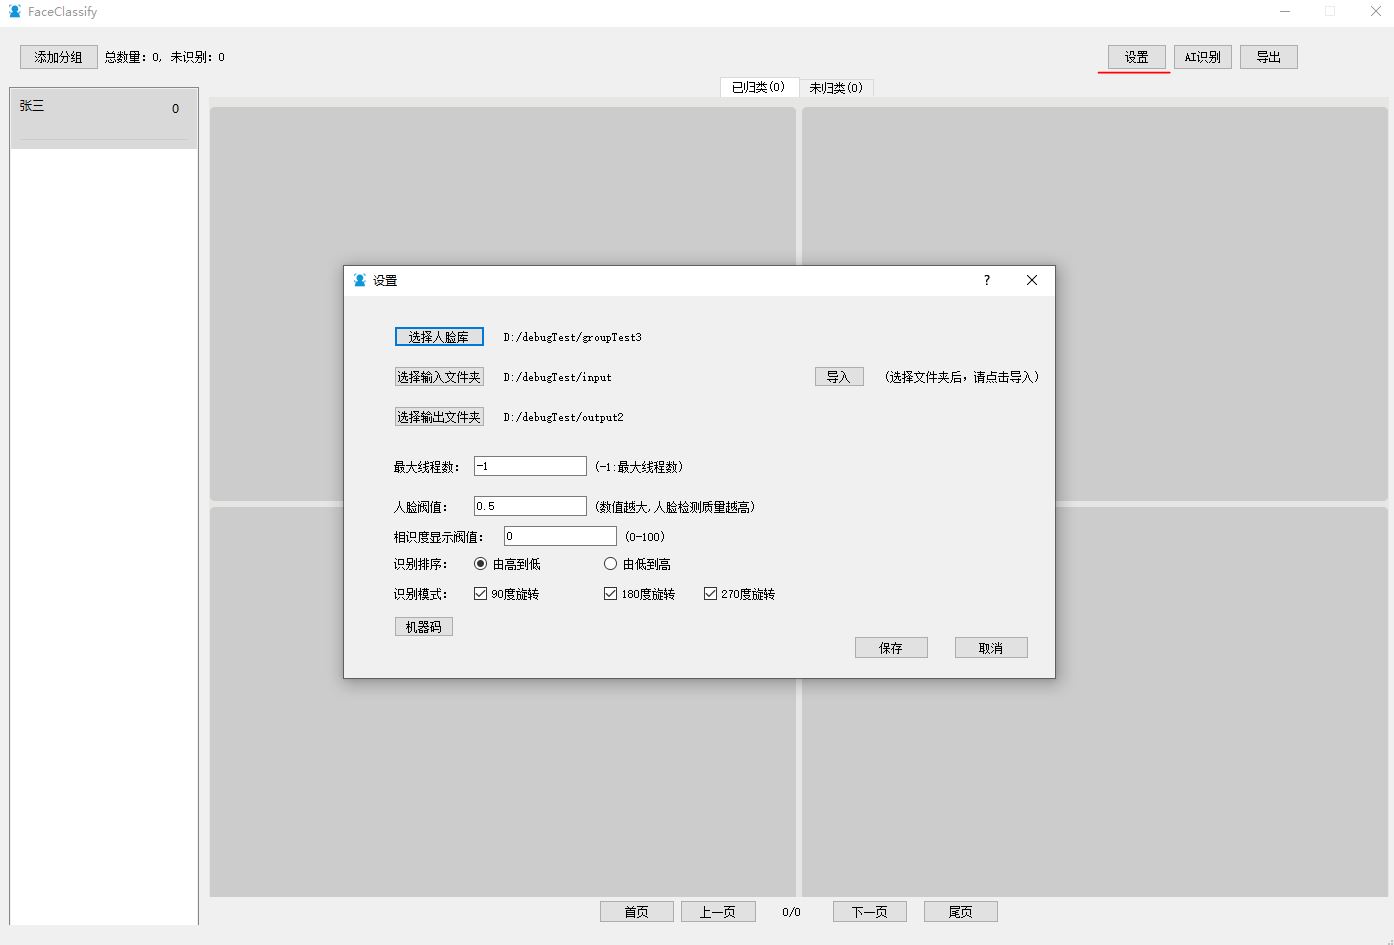 FaceClassify
添加分组 总数量: 0, 未识别: 0 设置 AI识别 导出
已归类(0) 未归类(0)
张三 0
设置 ?
选择人脸库 D:/debugTest/groupTest3
选择输入文件夹 D:/debugTest/input 导入 (选择文件夹后，请点击导入)
选择输出文件夹 D:/debugTest/output2
最大线程数: -1 (-1:最大线程数)
人脸阀值: 0.5 (数值越大,人脸检测质量越高)
相识度显示阀值: 0 (0-100)
识别排序: 由高到低 由低到高
识别模式: 90度旋转 180度旋转 270度旋转
机器码
保存 取消
首页 上一页 0/0 下一页 尾页